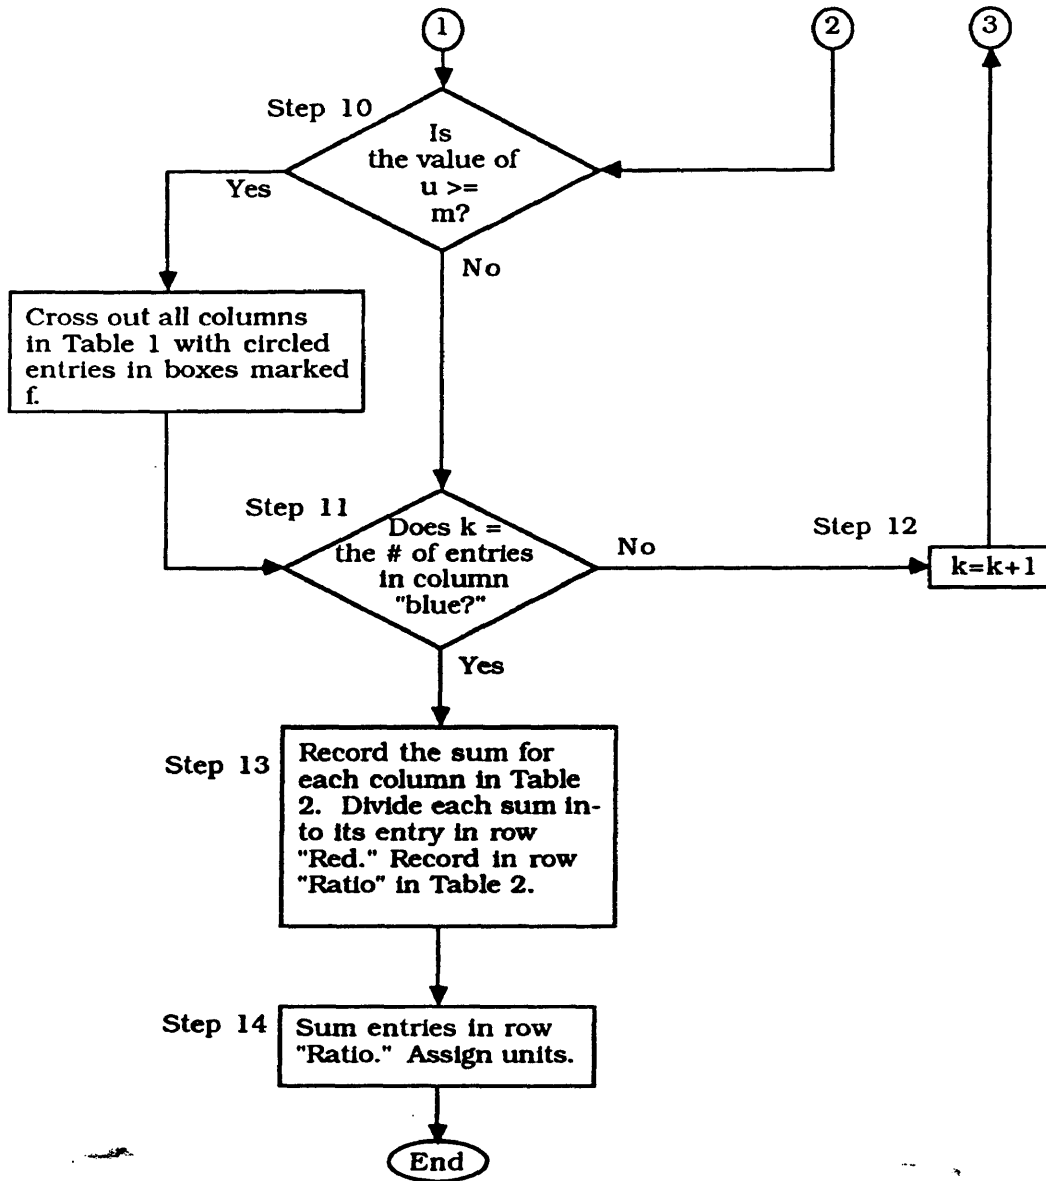 1
2
3
Step 10
Is
the value of
u >=
m?
Yes
No
Cross out all columns
in Table 1 with circled
entries in boxes marked
f.
Step 11
Does k =
the # of entries
in column
"blue?"
No
Step 12
k=k+1
Yes
Step 13
Record the sum for
each column in Table
2. Divide each sum in-
to its entry in row
"Red." Record in row
"Ratio" in Table 2.
Step 14
Sum entries in row
"Ratio." Assign units.
End